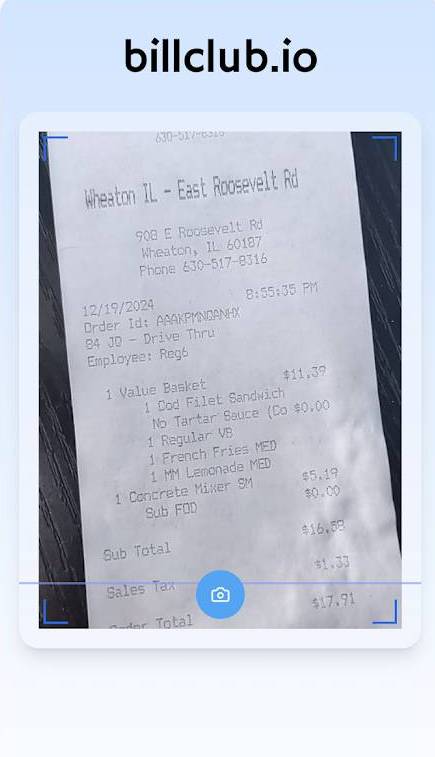 billclub.io
630-517-8316
Wheaton IL - East Roosevelt Rd
908 E Roosevelt Rd
Wheaton, IL 60187
Phone 630-517-8316
12/19/2024 8:55:35 PM
Order Id: AAAKPMNQANHX
84 JD - Drive Thru
Employee: Reg6
1 Value Basket $11.39
1 Cod Filet Sandwich
No Tartar Sauce (Co $0.00
1 Regular VB
1 French Fries MED
1 MM Lemonade MED
1 Concrete Mixer SM $5.19
Sub FOD $0.00
Sub Total $16.58
Sales Tax $1.33
Order Total $17.91